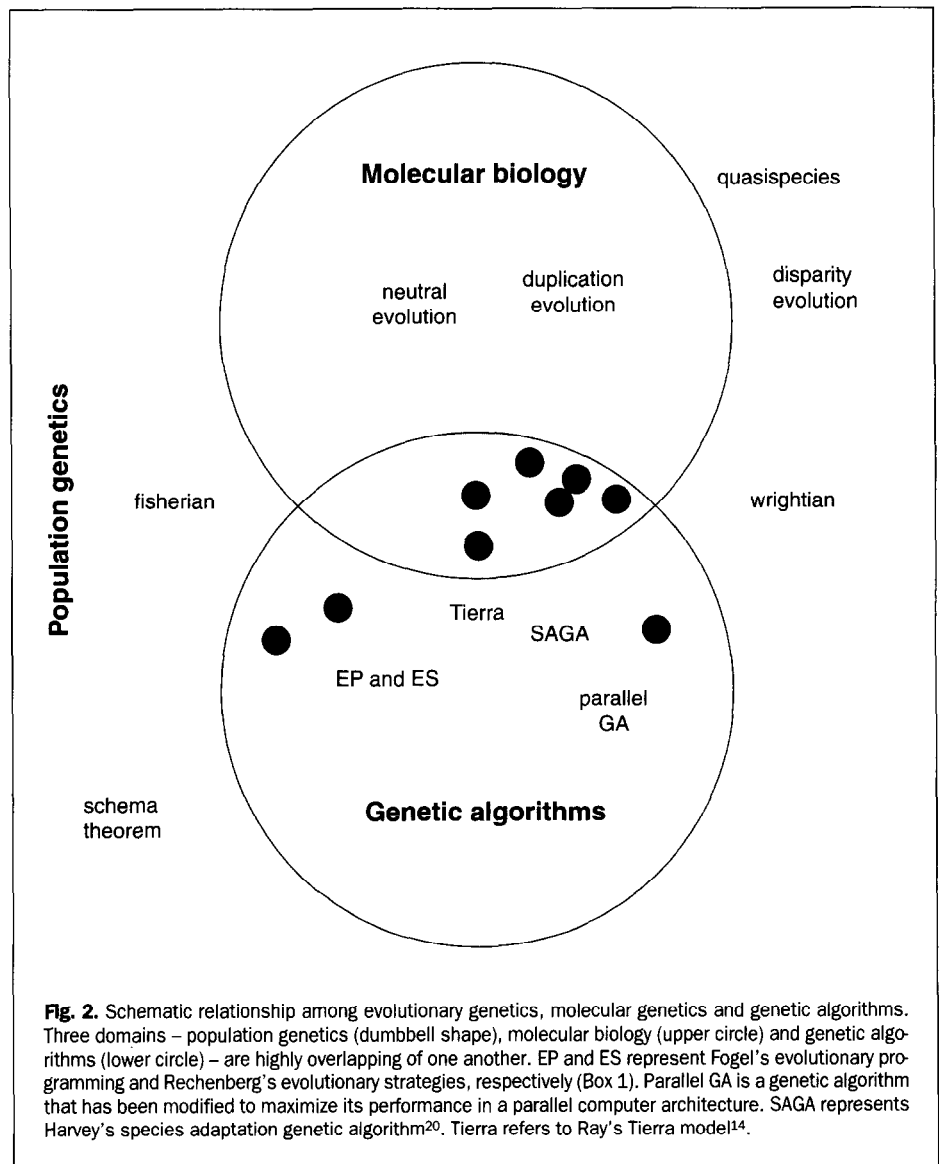 Molecular biology
quasispecies
neutral
evolution
duplication
evolution
disparity
evolution
Population genetics
fisherian
wrightian
Tierra
SAGA
EP and ES
parallel
GA
schema
theorem
Genetic algorithms
Fig. 2. Schematic relationship among evolutionary genetics, molecular genetics and genetic algorithms.
Three domains – population genetics (dumbbell shape), molecular biology (upper circle) and genetic algo-
rithms (lower circle) – are highly overlapping of one another. EP and ES represent Fogel's evolutionary pro-
gramming and Rechenberg's evolutionary strategies, respectively (Box 1). Parallel GA is a genetic algorithm
that has been modified to maximize its performance in a parallel computer architecture. SAGA represents
Harvey's species adaptation genetic algorithm20. Tierra refers to Ray's Tierra model14.